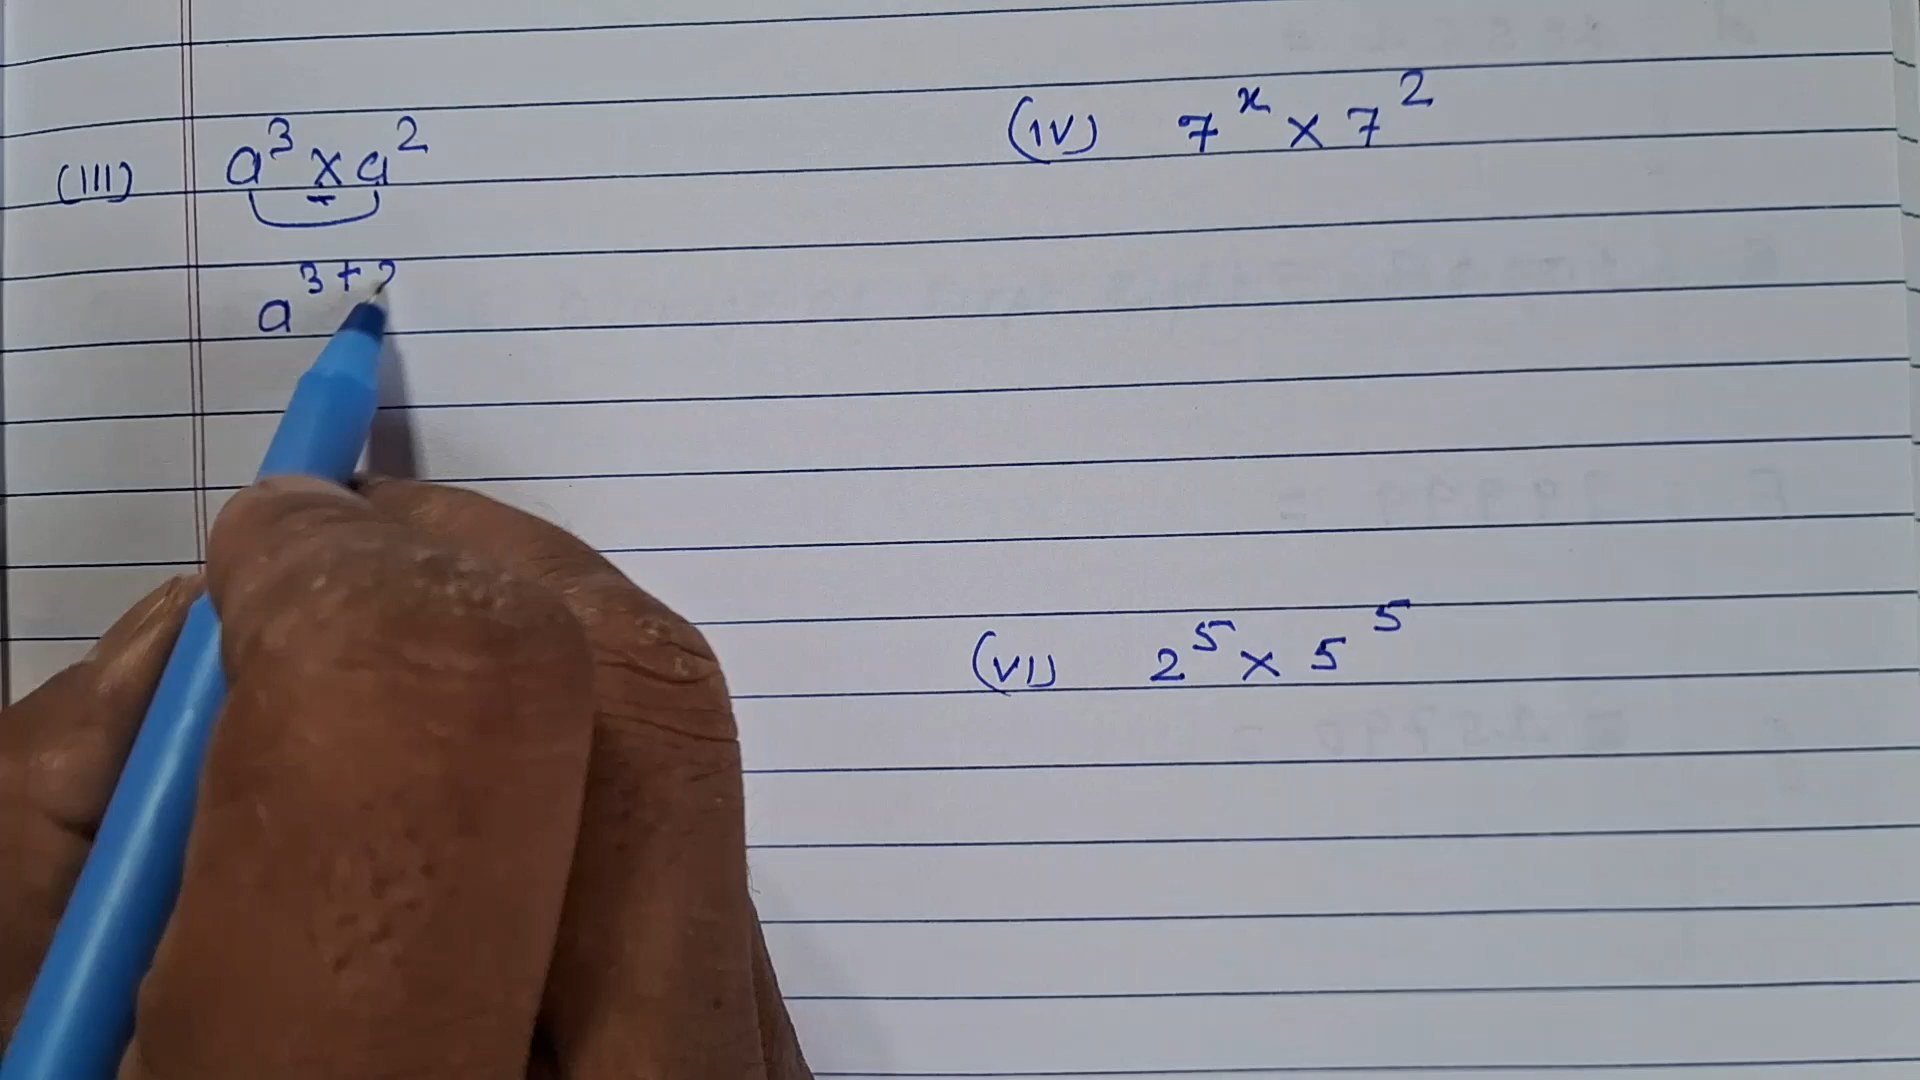 (III) a³ × a²
a³⁺²
(IV) 7ˣ × 7²
(VI) 2⁵ × 5⁵